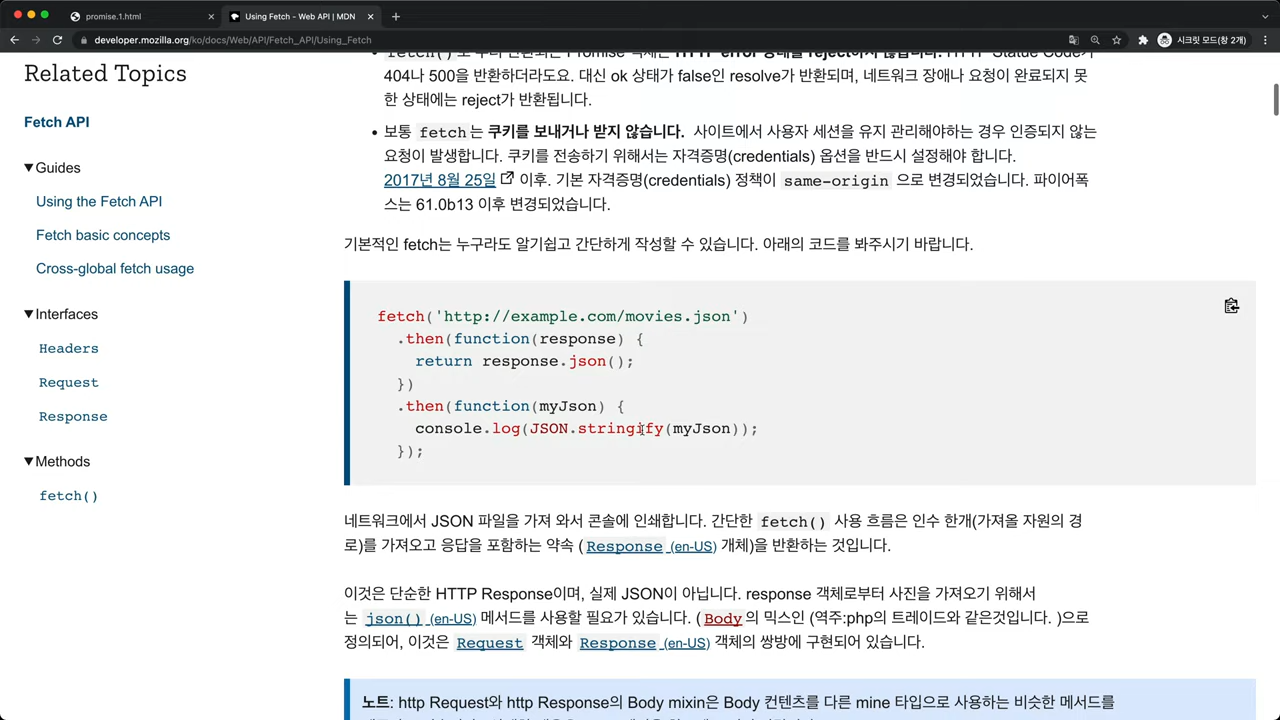 promise.1.html
Using Fetch - Web API | MDN
developer.mozilla.org/ko/docs/Web/API/Fetch_API/Using_Fetch
시크릿 모드(창 2개)
Related Topics
Fetch API
Guides
Using the Fetch API
Fetch basic concepts
Cross-global fetch usage
Interfaces
Headers
Request
Response
Methods
fetch()
404나 500을 반환하더라도요. 대신 ok 상태가 false인 resolve가 반환되며, 네트워크 장애나 요청이 완료되지 못
한 상태에는 reject가 반환됩니다.
• 보통 fetch는 쿠키를 보내거나 받지 않습니다. 사이트에서 사용자 세션을 유지 관리해야하는 경우 인증되지 않는
요청이 발생합니다. 쿠키를 전송하기 위해서는 자격증명(credentials) 옵션을 반드시 설정해야 합니다.
2017년 8월 25일 이후. 기본 자격증명(credentials) 정책이 same-origin 으로 변경되었습니다. 파이어폭
스는 61.0b13 이후 변경되었습니다.
기본적인 fetch는 누구라도 알기쉽고 간단하게 작성할 수 있습니다. 아래의 코드를 봐주시기 바랍니다.
fetch('http://example.com/movies.json')
.then(function(response) {
return response.json();
})
.then(function(myJson) {
console.log(JSON.stringify(myJson));
});
네트워크에서 JSON 파일을 가져 와서 콘솔에 인쇄합니다. 간단한 fetch() 사용 흐름은 인수 한개(가져올 자원의 경
로)를 가져오고 응답을 포함하는 약속 (Response (en-US) 개체)을 반환하는 것입니다.
이것은 단순한 HTTP Response이며, 실제 JSON이 아닙니다. response 객체로부터 사진을 가져오기 위해서
는 json() (en-US) 메서드를 사용할 필요가 있습니다. (Body의 믹스인 (역주:php의 트레이드와 같은것입니다. )으로
정의되어, 이것은 Request 객체와 Response (en-US) 객체의 쌍방에 구현되어 있습니다.
노트: http Request와 http Response의 Body mixin은 Body 컨텐츠를 다른 mine 타입으로 사용하는 비슷한 메서드를